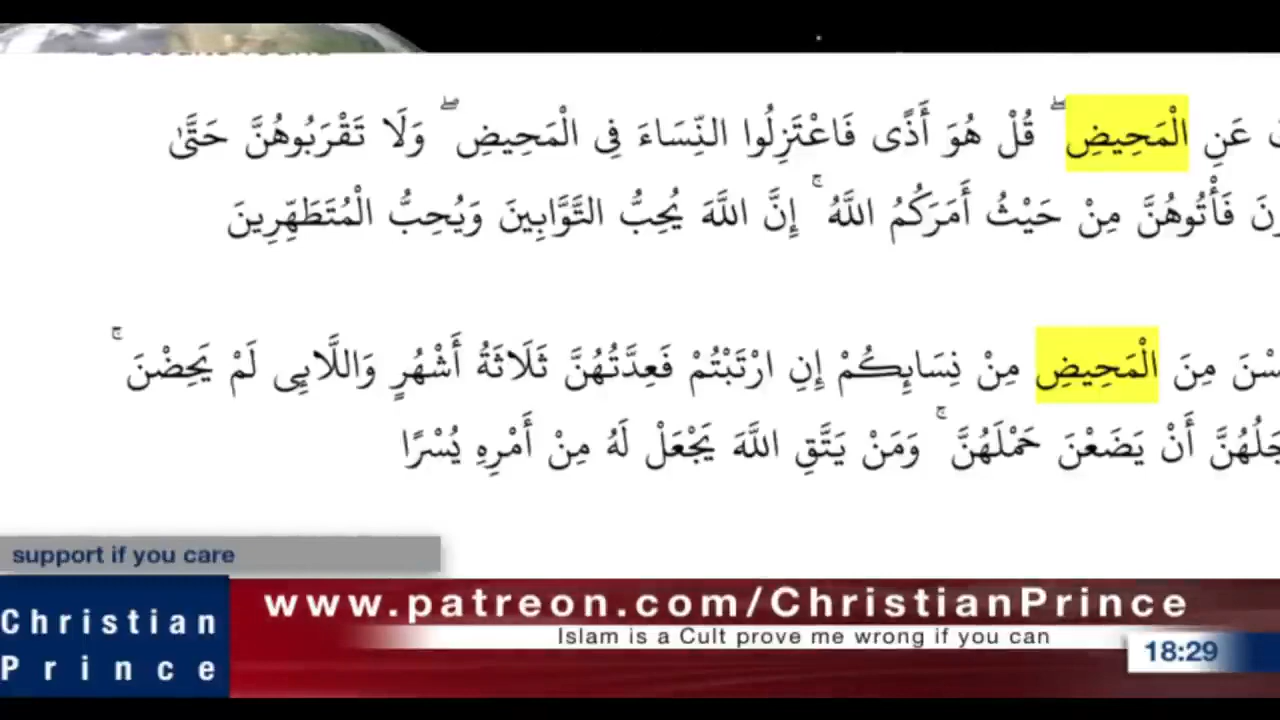 عَنِ الْمَحِيضِ ۖ قُلْ هُوَ أَذًى فَاعْتَزِلُوا النِّسَاءَ فِي الْمَحِيضِ ۖ وَلَا تَقْرَبُوهُنَّ حَتَّىٰ
فَأْتُوهُنَّ مِنْ حَيْثُ أَمَرَكُمُ اللَّهُ ۚ إِنَّ اللَّهَ يُحِبُّ التَّوَّابِينَ وَيُحِبُّ الْمُتَطَهِّرِينَ
مِنَ الْمَحِيضِ مِنْ نِسَايِٕكُمْ إِنِ ارْتَبْتُمْ فَعِدَّتُهُنَّ ثَلَاثَةُ أَشْهُرٍ وَاللَّايِٕي لَمْ يَحِضْنَ ۚ
أَنْ يَضَعْنَ حَمْلَهُنَّ ۚ وَمَنْ يَتَّقِ اللَّهَ يَجْعَلْ لَهُ مِنْ أَمْرِهِ يُسْرًا
support if you care
Christian
Prince
www.patreon.com/ChristianPrince
Islam is a Cult prove me wrong if you can
18:29